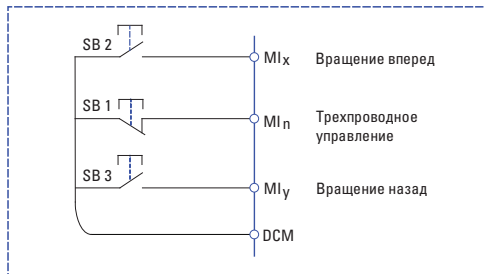 SB 2
MIx Вращение вперед
SB 1
MIn Трехпроводное
управление
SB 3
MIy Вращение назад
DCM